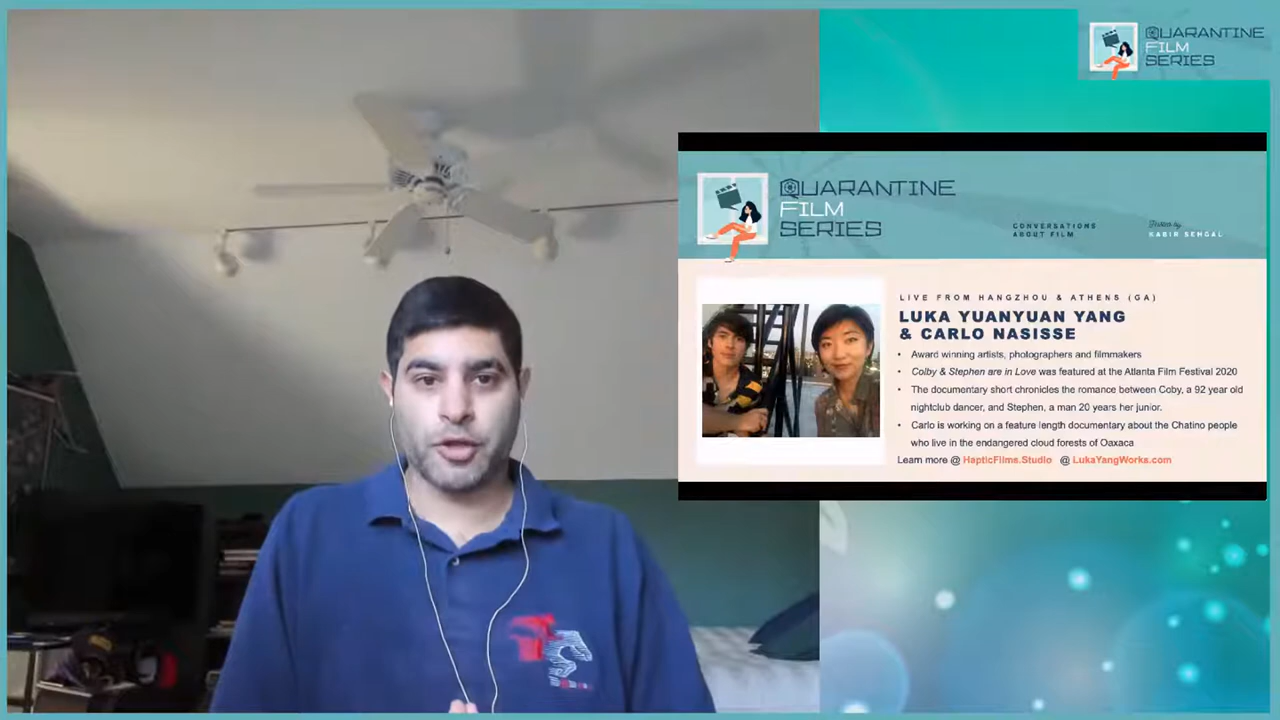 QUARANTINE
FILM
SERIES
QUARANTINE
FILM
SERIES
CONVERSATIONS
ABOUT FILM
Hosted by
KABIR SEHGAL
LIVE FROM HANGZHOU & ATHENS (GA)
LUKA YUANYUAN YANG
& CARLO NASISSE
• Award winning artists, photographers and filmmakers
• Colby & Stephen are in Love was featured at the Atlanta Film Festival 2020
• The documentary short chronicles the romance between Coby, a 92 year old
nightclub dancer, and Stephen, a man 20 years her junior.
• Carlo is working on a feature length documentary about the Chatino people
who live in the endangered cloud forests of Oaxaca
Learn more @ HapticFilms.Studio @ LukaYangWorks.com